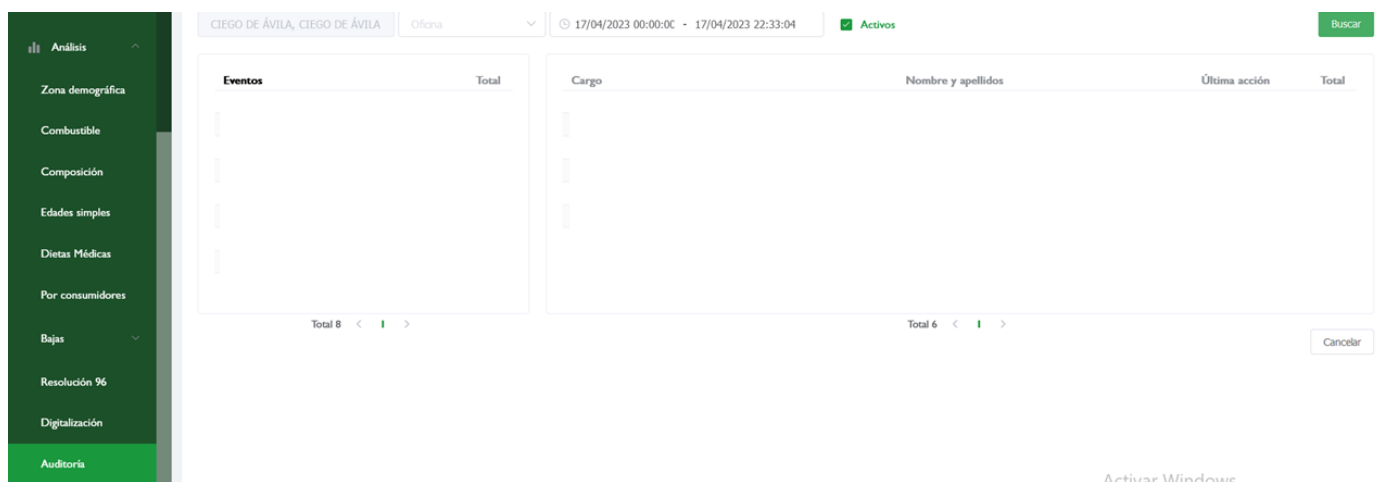 CIEGO DE ÁVILA, CIEGO DE ÁVILA Oficina 17/04/2023 00:00:00 - 17/04/2023 22:33:04 Activos Buscar
Análisis
Zona demográfica
Combustible
Composición
Edades simples
Dietas Médicas
Por consumidores
Bajas
Resolución 96
Digitalización
Auditoría
Eventos Total
Total 8 < 1 >
Cargo Nombre y apellidos Última acción Total
Total 6 < 1 >
Cancelar
Activar Windows